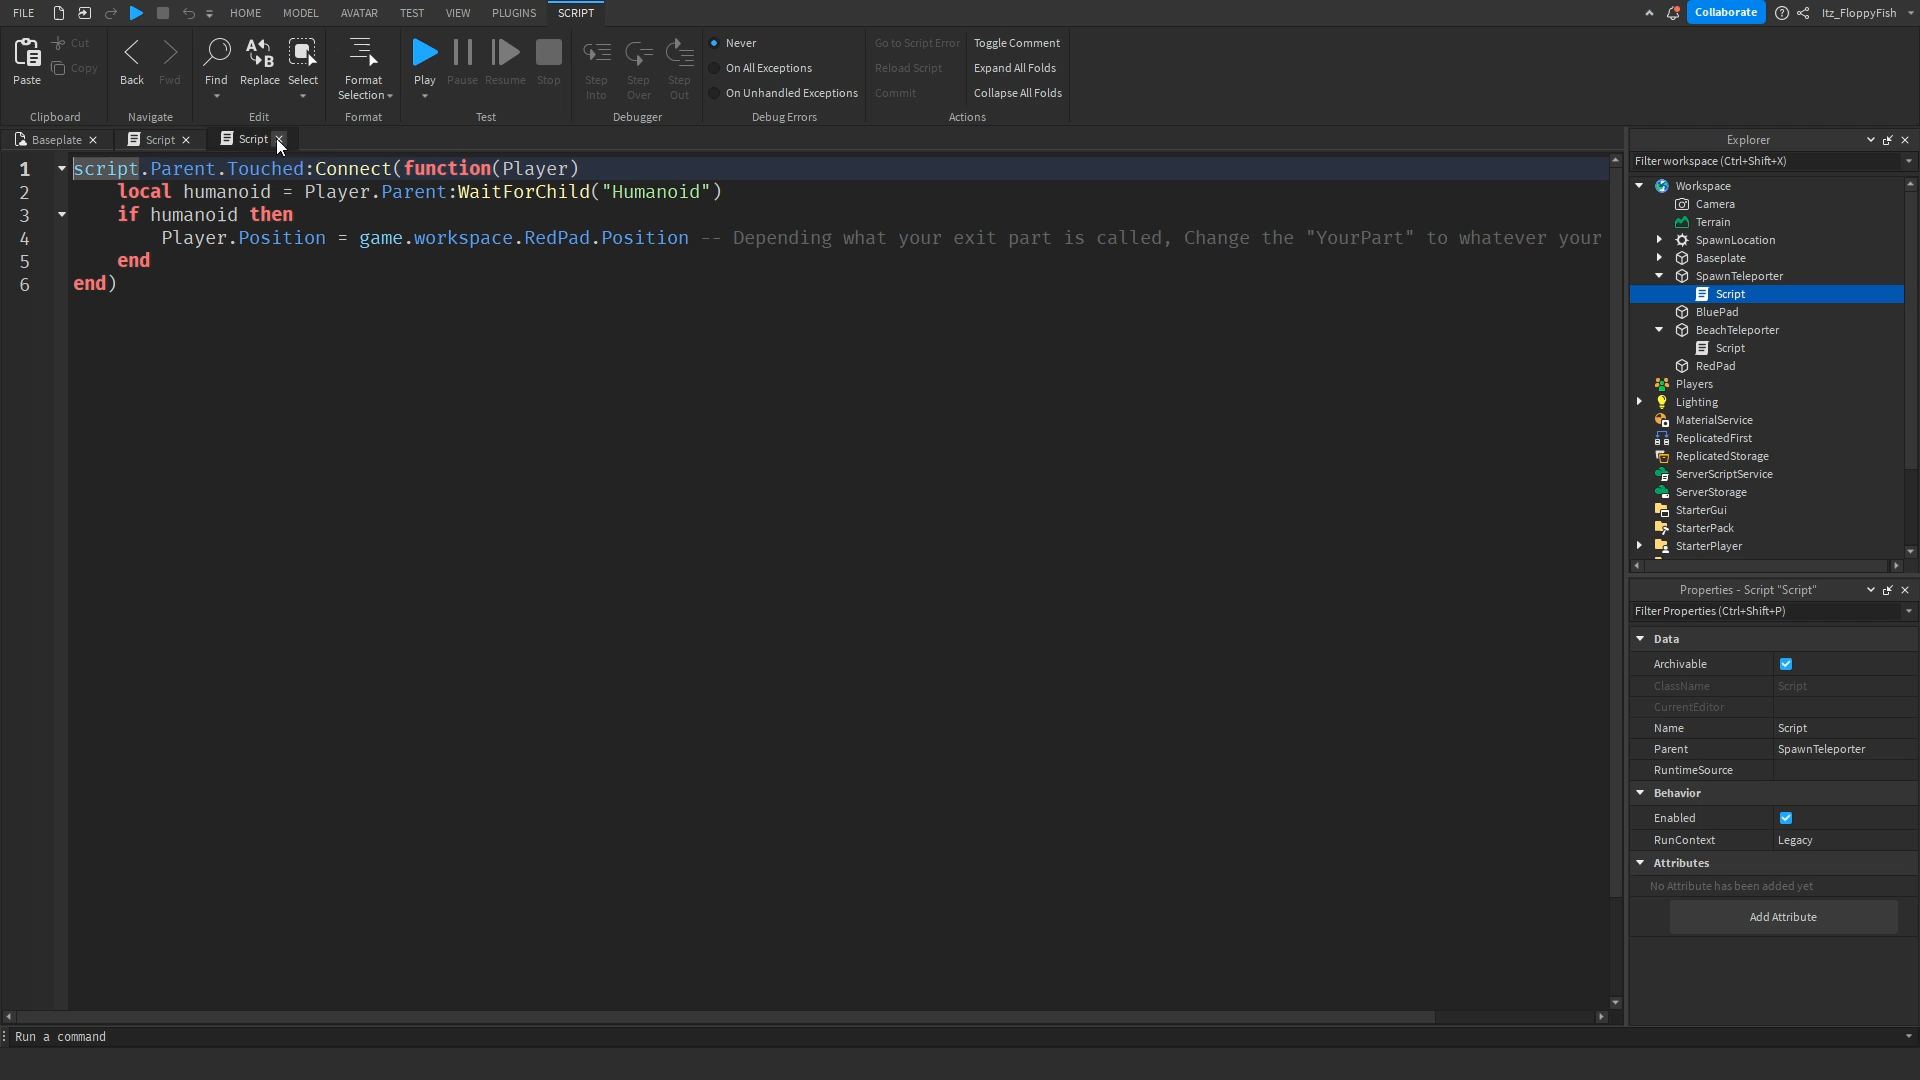 FILE HOME MODEL AVATAR TEST VIEW PLUGINS SCRIPT Collaborate Itz_FloppyFish
Paste Cut Copy
Clipboard
Back Fwd
Navigate
Find Replace Select
Edit
Format
Selection
Format
Play Pause Resume Stop
Test
Step
Into
Step
Over
Step
Out
Debugger
Never
On All Exceptions
On Unhandled Exceptions
Debug Errors
Go to Script Error
Reload Script
Commit
Toggle Comment
Expand All Folds
Collapse All Folds
Actions
Baseplate Script Script
1 script.Parent.Touched:Connect(function(Player)
2 local humanoid = Player.Parent:WaitForChild("Humanoid")
3 if humanoid then
4 Player.Position = game.workspace.RedPad.Position -- Depending what your exit part is called, Change the "YourPart" to whatever your
5 end
6 end)
Explorer
Filter workspace (Ctrl+Shift+X)
Workspace
Camera
Terrain
SpawnLocation
Baseplate
SpawnTeleporter
Script
BluePad
BeachTeleporter
Script
RedPad
Players
Lighting
MaterialService
ReplicatedFirst
ReplicatedStorage
ServerScriptService
ServerStorage
StarterGui
StarterPack
StarterPlayer
Properties - Script "Script"
Filter Properties (Ctrl+Shift+P)
Data
Archivable
ClassName Script
CurrentEditor
Name Script
Parent SpawnTeleporter
RuntimeSource
Behavior
Enabled
RunContext Legacy
Attributes
No Attribute has been added yet
Add Attribute
Run a command